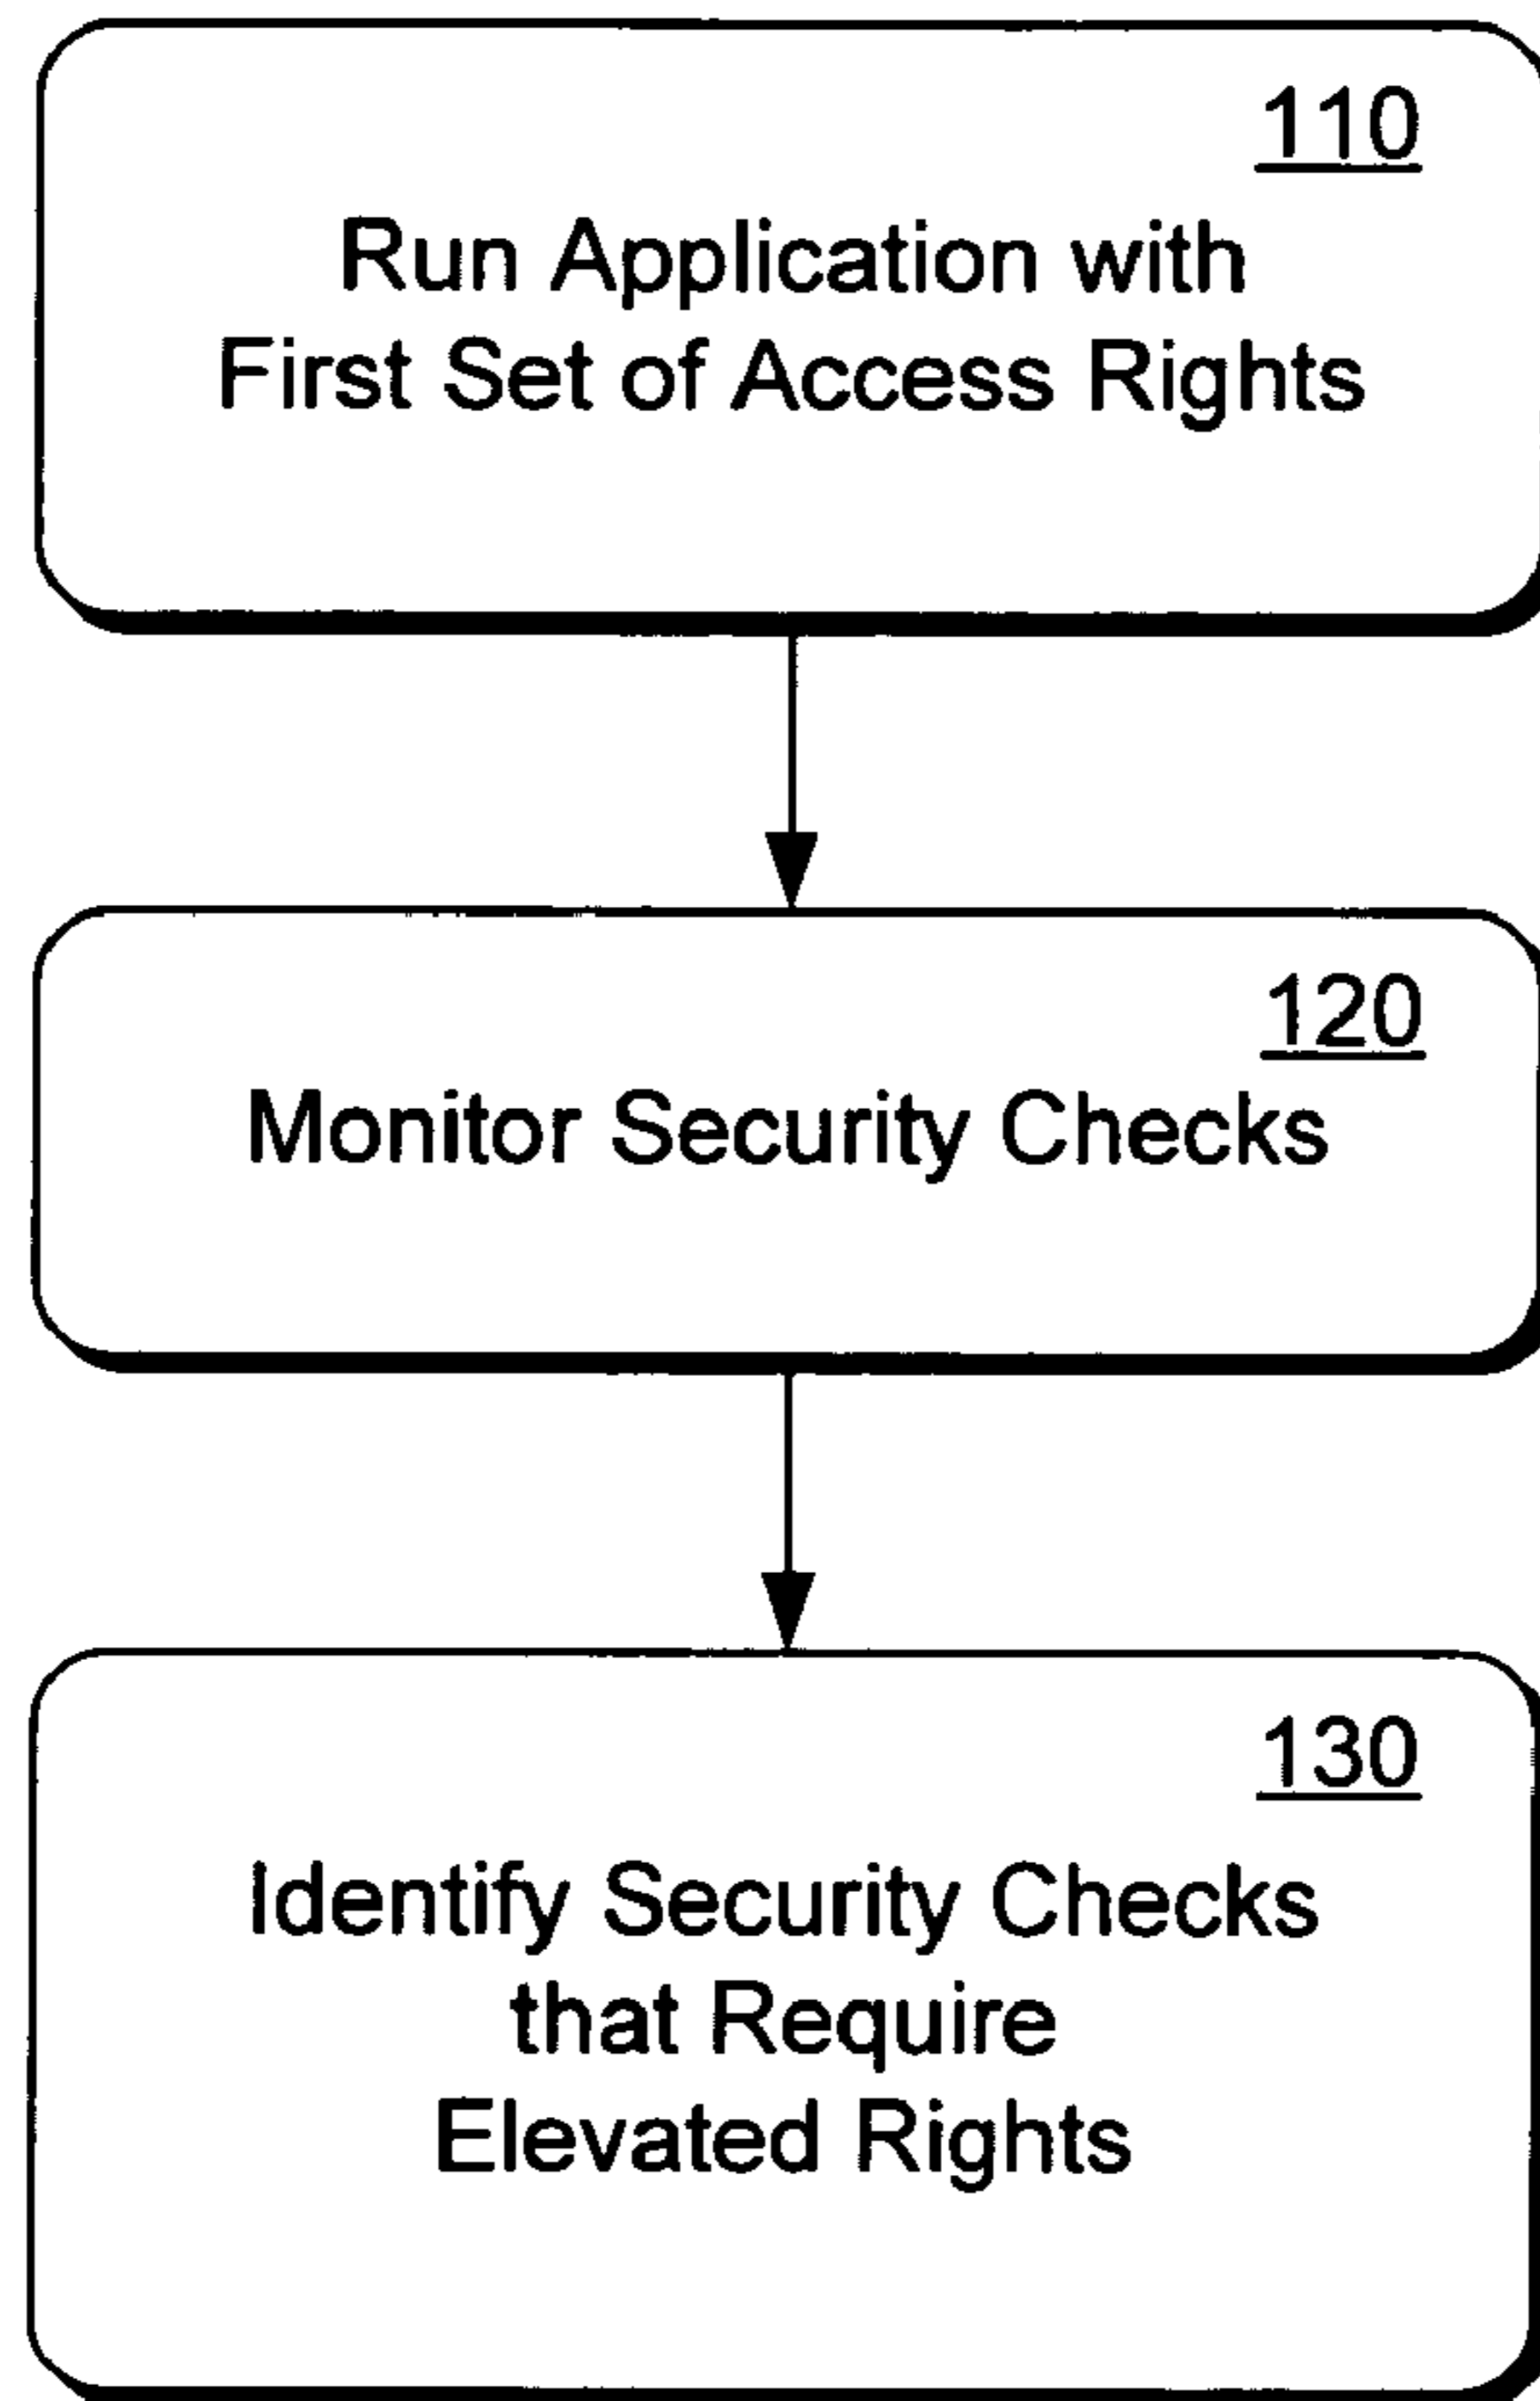 110
Run Application with
First Set of Access Rights
120
Monitor Security Checks
130
Identify Security Checks
that Require
Elevated Rights